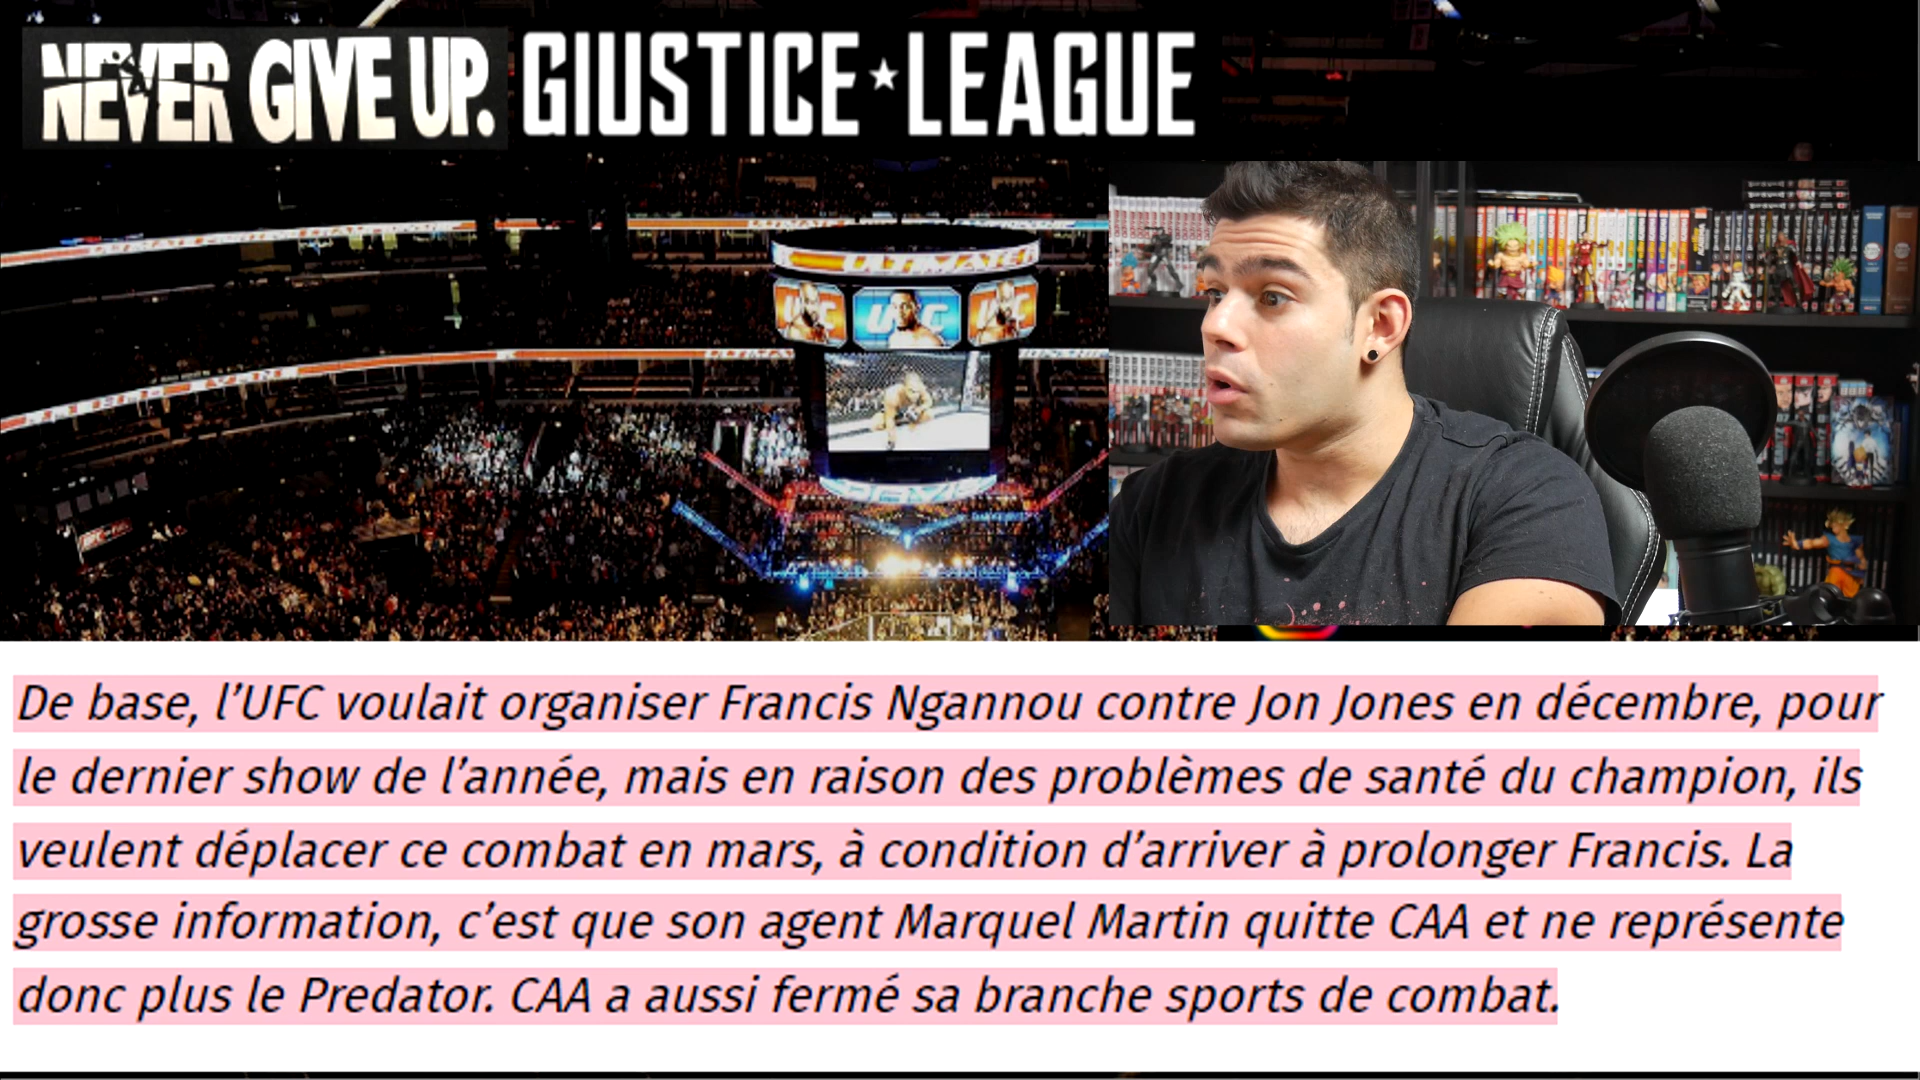 NEVER GIVE UP. GIUSTICE★LEAGUE
ULTIMATE
UFC UFC UFC
De base, l’UFC voulait organiser Francis Ngannou contre Jon Jones en décembre, pour
le dernier show de l’année, mais en raison des problèmes de santé du champion, ils
veulent déplacer ce combat en mars, à condition d’arriver à prolonger Francis. La
grosse information, c’est que son agent Marquel Martin quitte CAA et ne représente
donc plus le Predator. CAA a aussi fermé sa branche sports de combat.